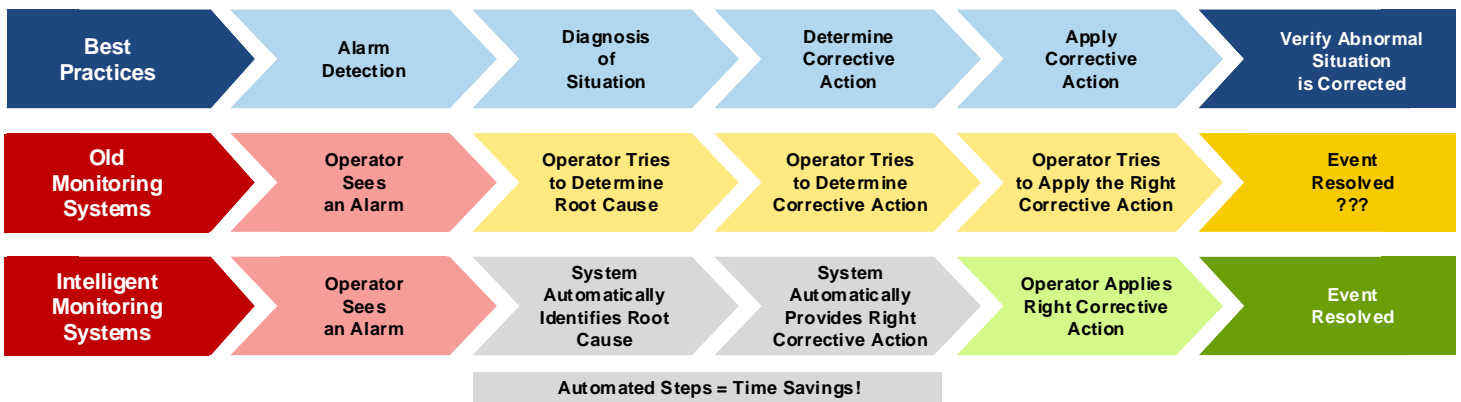 Best
Practices
Alarm
Detection
Diagnosis
of
Situation
Determine
Corrective
Action
Apply
Corrective
Action
Verify Abnormal
Situation
is Corrected
Old
Monitoring
Systems
Operator
Sees
an Alarm
Operator Tries
to Determine
Root Cause
Operator Tries
to Determine
Corrective Action
Operator Tries
to Apply the Right
Corrective Action
Event
Resolved
???
Intelligent
Monitoring
Systems
Operator
Sees
an Alarm
System
Automatically
Identifies Root
Cause
System
Automatically
Provides Right
Corrective Action
Operator Applies
Right Corrective
Action
Event
Resolved
Automated Steps = Time Savings!